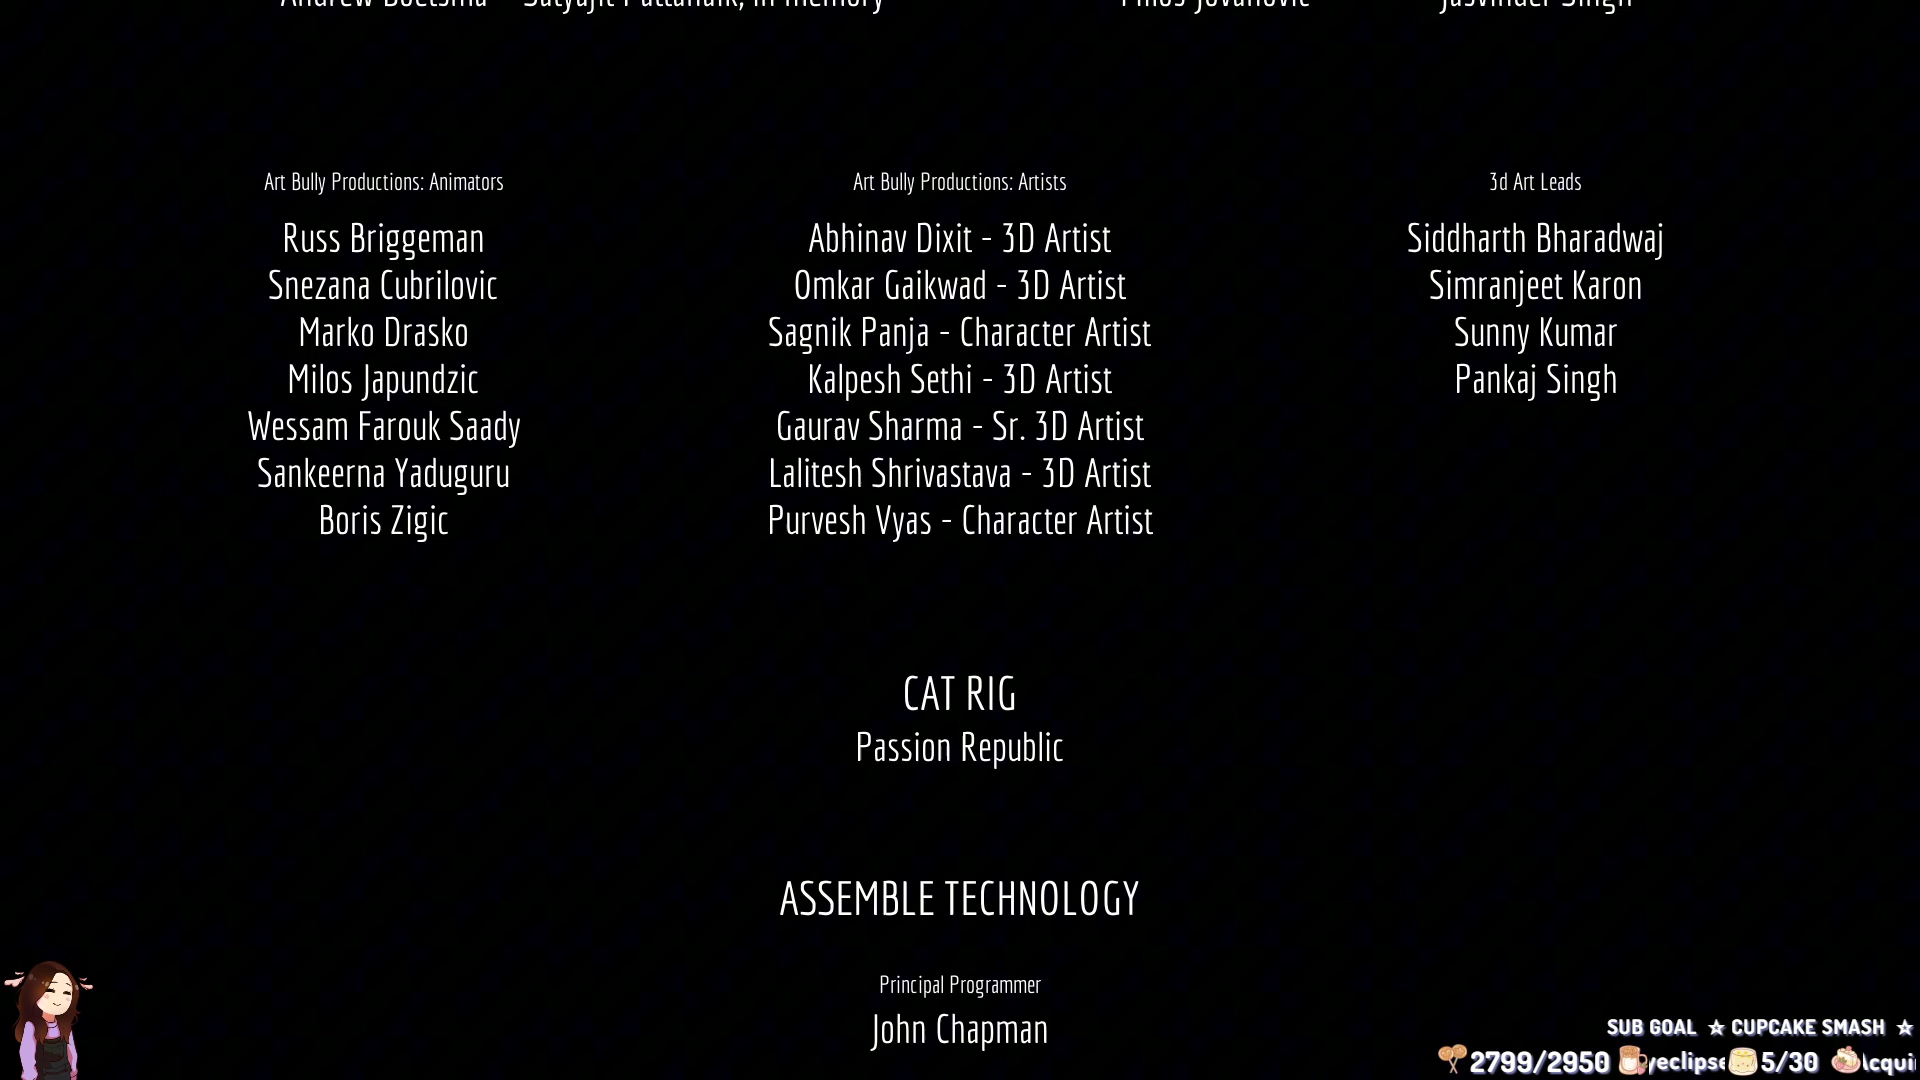 Art Bully Productions: Animators
Russ Briggeman
Snezana Cubrilovic
Marko Drasko
Milos Japundzic
Wessam Farouk Saady
Sankeerna Yaduguru
Boris Zigic
Art Bully Productions: Artists
Abhinav Dixit - 3D Artist
Omkar Gaikwad - 3D Artist
Sagnik Panja - Character Artist
Kalpesh Sethi - 3D Artist
Gaurav Sharma - Sr. 3D Artist
Lalitesh Shrivastava - 3D Artist
Purvesh Vyas - Character Artist
3d Art Leads
Siddharth Bharadwaj
Simranjeet Karon
Sunny Kumar
Pankaj Singh
CAT RIG
Passion Republic
ASSEMBLE TECHNOLOGY
Principal Programmer
John Chapman
SUB GOAL ☆ CUPCAKE SMASH ☆
2799/2950 5/30